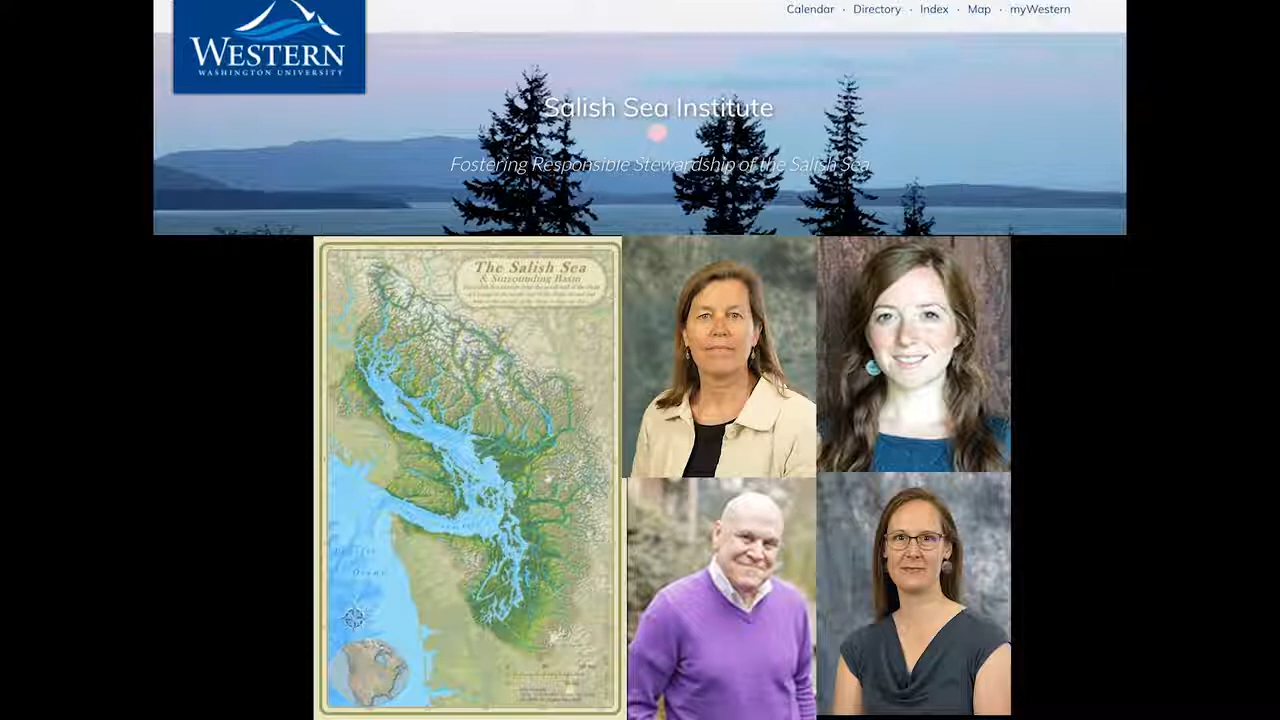 Calendar · Directory · Index · Map · myWestern
WESTERN
WASHINGTON UNIVERSITY
Salish Sea Institute
Fostering Responsible Stewardship of the Salish Sea
The Salish Sea
& Surrounding Basin
Ocean